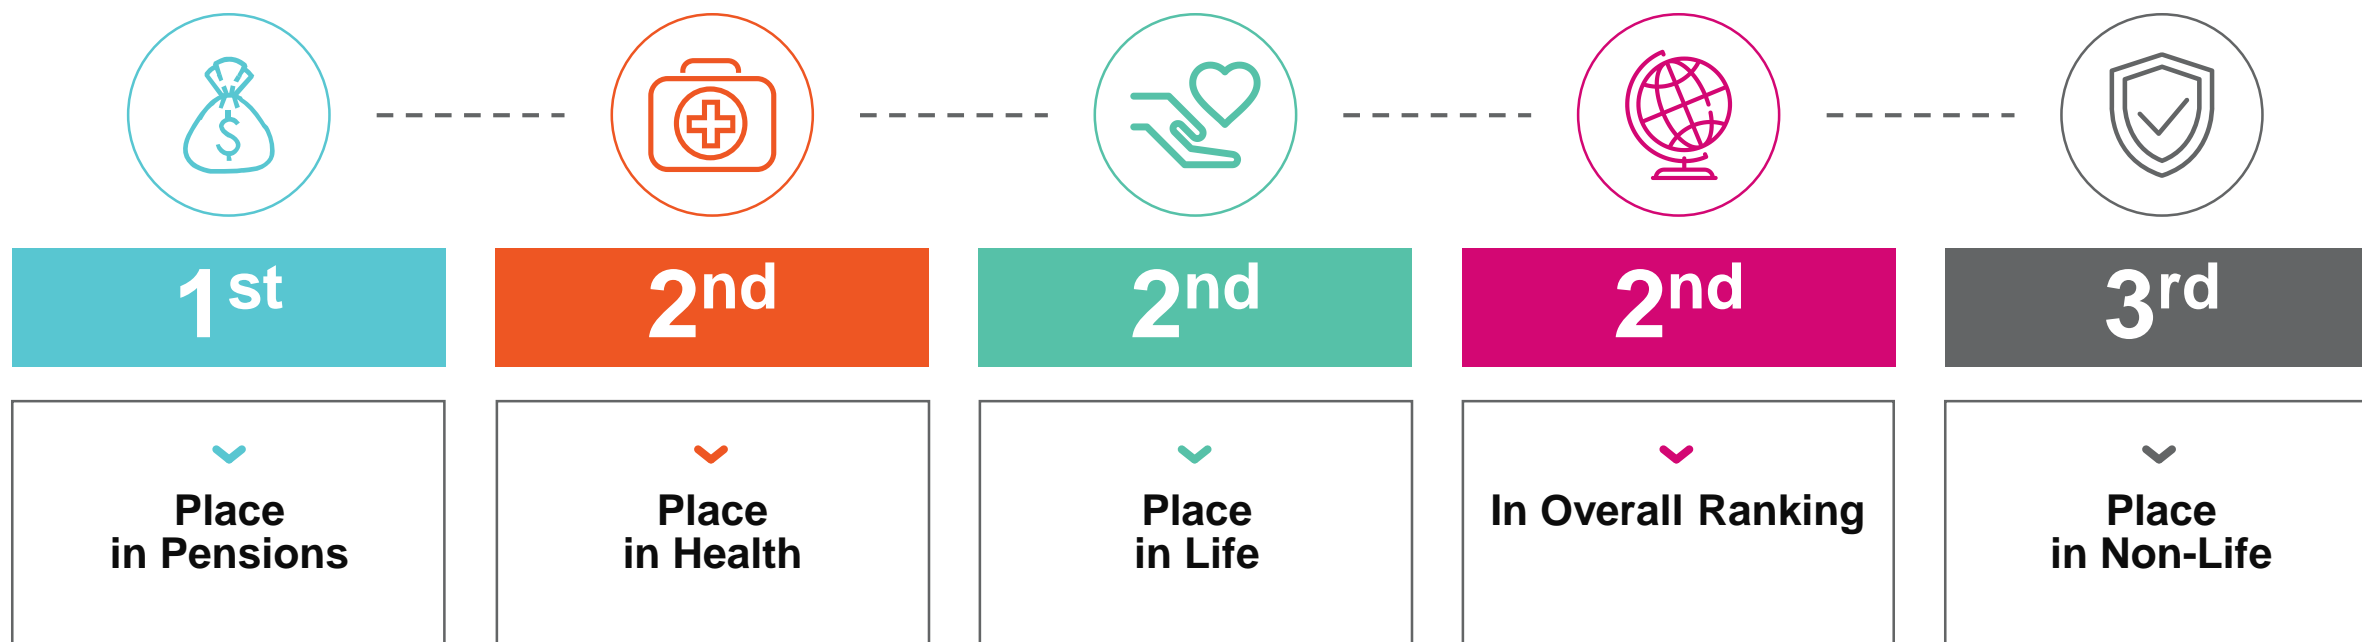 1st
Place
in Pensions
2nd
Place
in Health
2nd
Place
in Life
2nd
In Overall Ranking
3rd
Place
in Non-Life